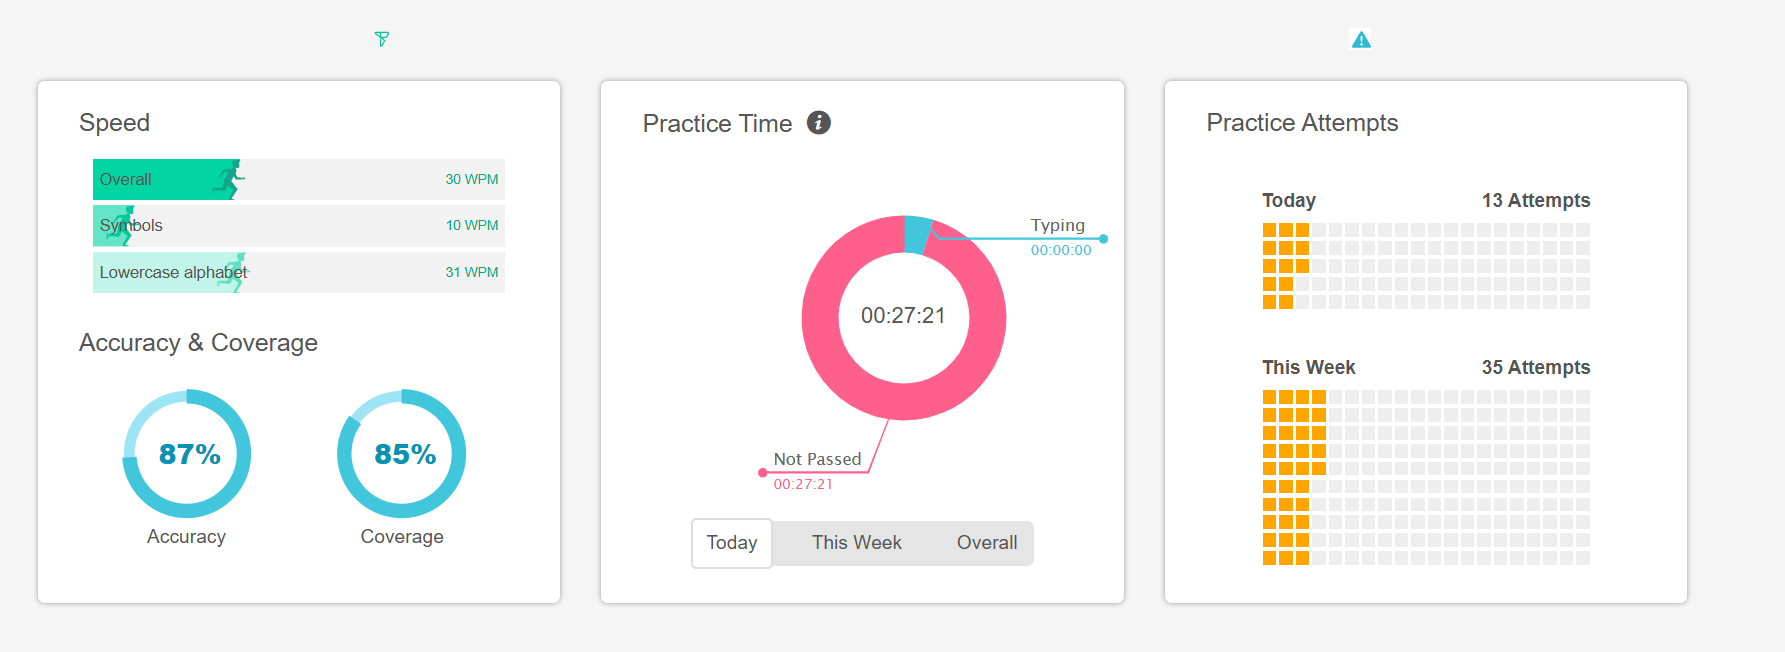 Speed
Overall 30 WPM
Symbols 10 WPM
Lowercase alphabet 31 WPM
Accuracy & Coverage
87%
85%
Accuracy
Coverage
Practice Time
Typing
00:00:00
00:27:21
Not Passed
00:27:21
Today This Week Overall
Practice Attempts
Today 13 Attempts
This Week 35 Attempts